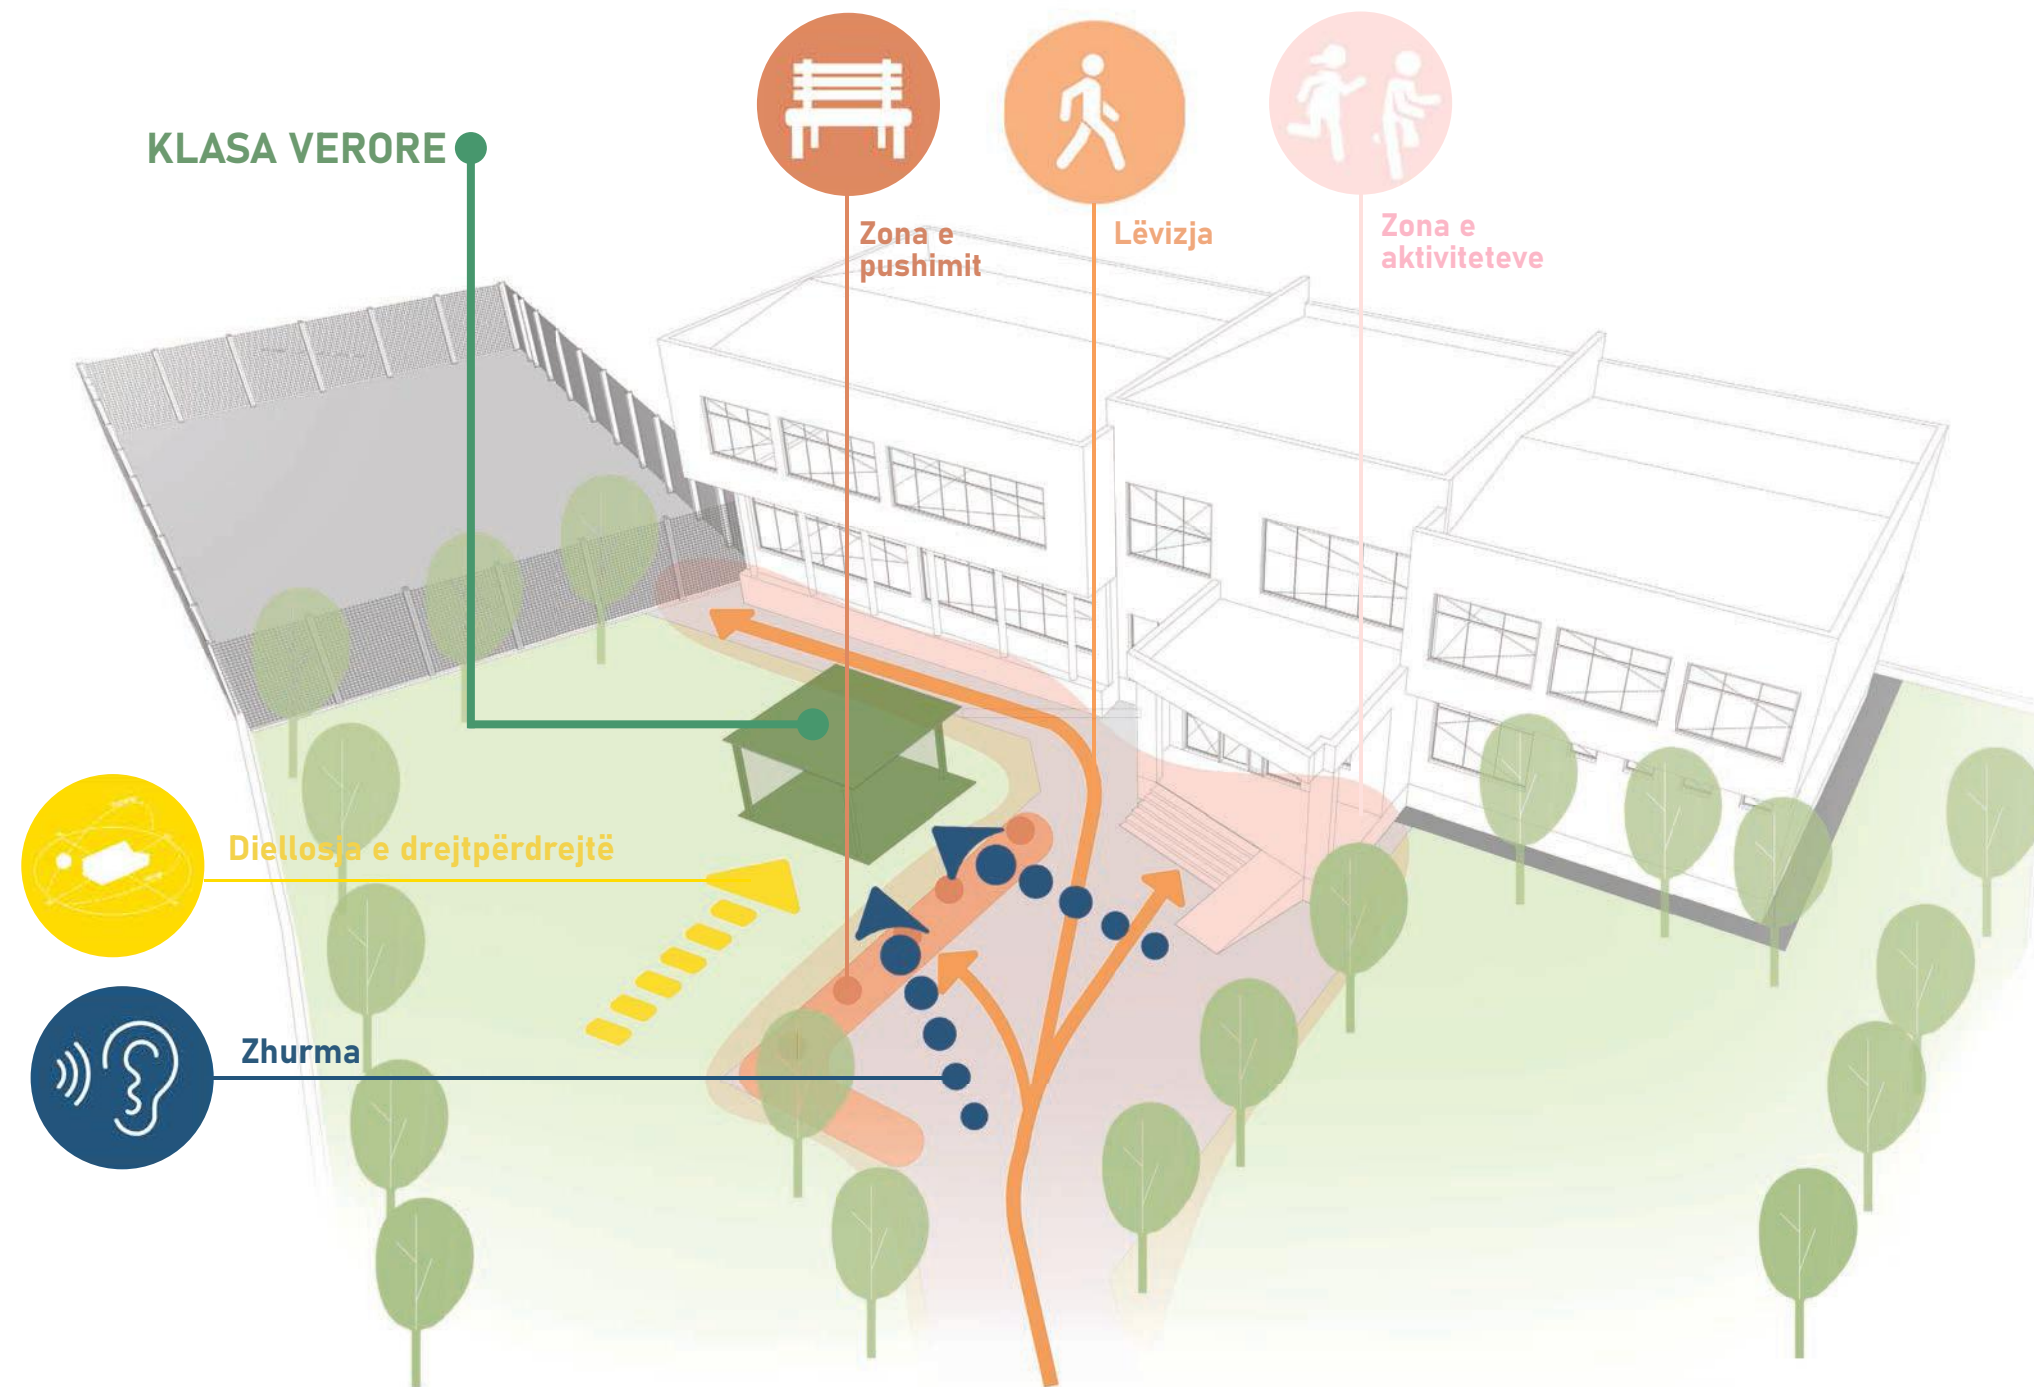 KLASA VERORE
Zona e
pushimit
Lëvizja
Zona e
aktiviteteve
Diellosja e drejtpërdrejtë
Zhurma